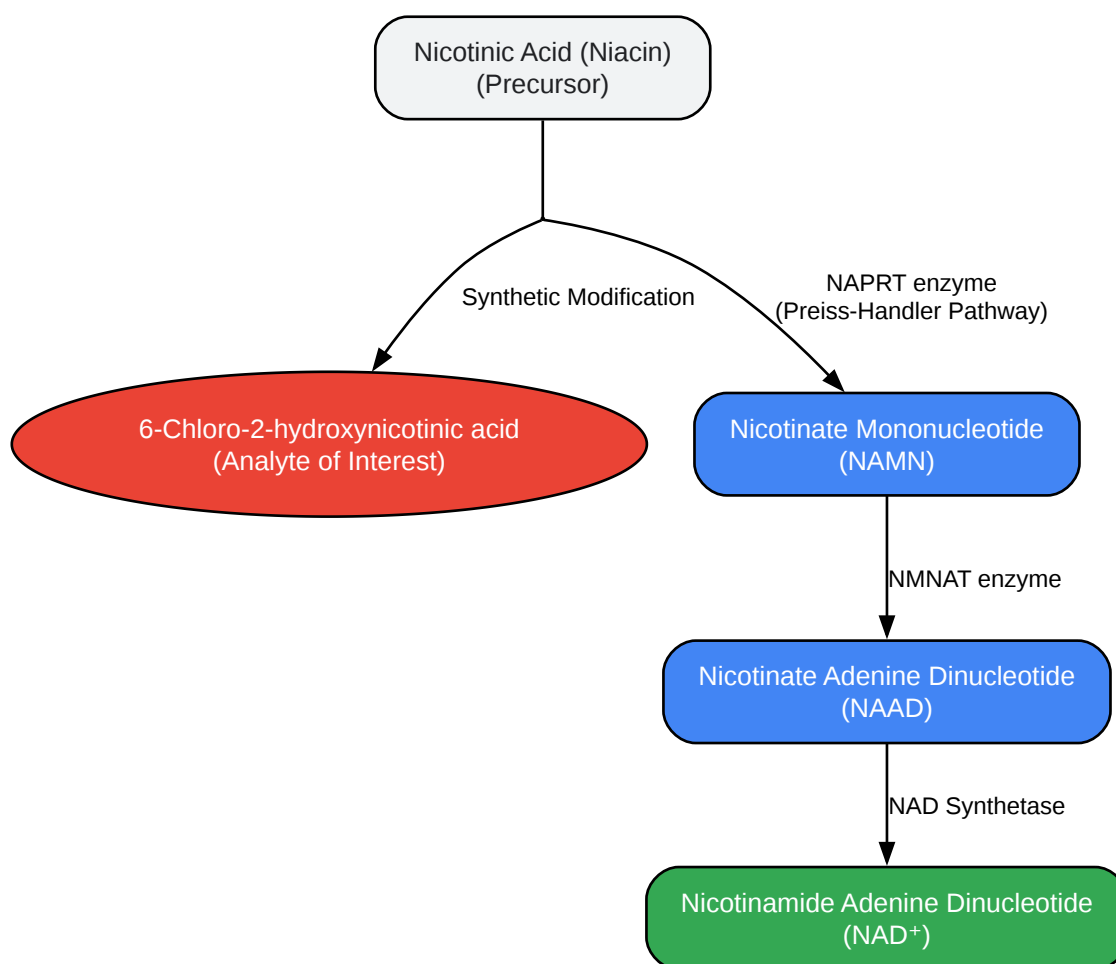 Nicotinic Acid (Niacin)
(Precursor)
Synthetic Modification
NAPRT enzyme
(Preiss-Handler Pathway)
6-Chloro-2-hydroxynicotinic acid
(Analyte of Interest)
Nicotinate Mononucleotide
(NAMN)
NMNAT enzyme
Nicotinate Adenine Dinucleotide
(NAAD)
NAD Synthetase
Nicotinamide Adenine Dinucleotide
(NAD⁺)